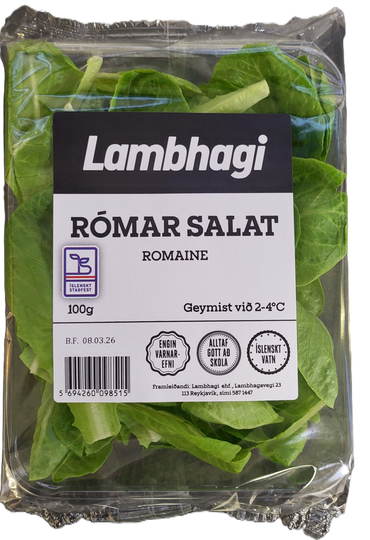 Lambhagi
RÓMAR SALAT
ROMAINE
ÍSLENSKT
STAÐFEST
100g
Geymist við 2-4°C
B.F. 08.03.26
ENGIN
VARNAR-
EFNI
ALLTAF
GOTT AÐ
SKOLA
ÍSLENSKT
VATN
5 694260 098515
Framleiðandi: Lambhagi ehf., Lambhagavegi 23
113 Reykjavík, sími 587 1447